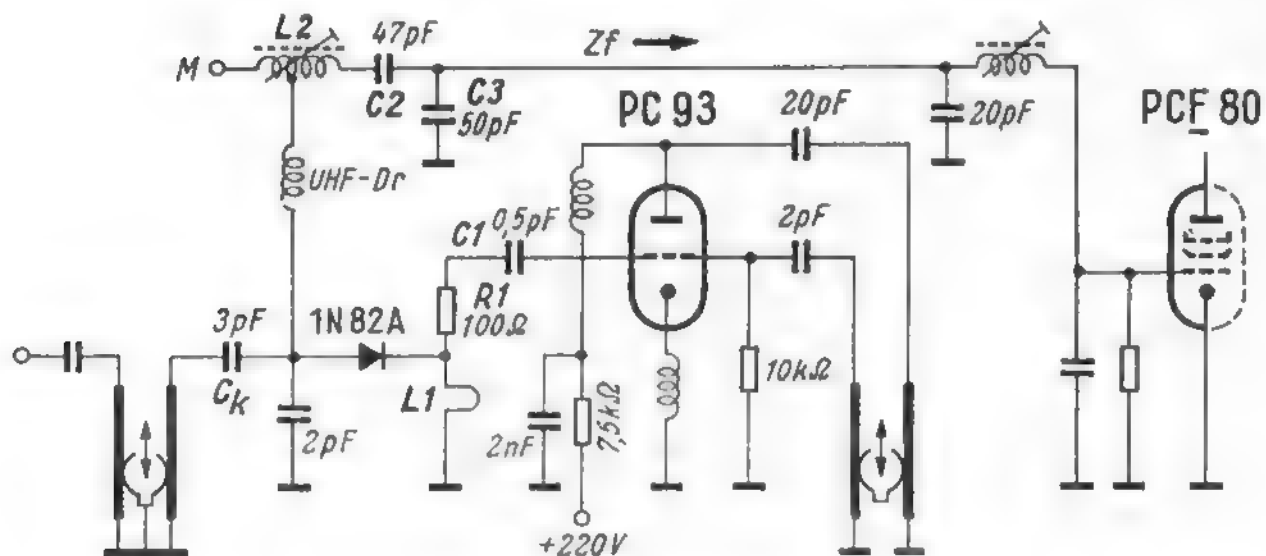 L2
47pF
Zf
M
C2
C3
50pF
PC 93
20pF
20pF
PCF 80
UHF-Dr
C1
0,5pF
2pF
R1
100Ω
3pF
1N82A
CK
L1
10kΩ
2pF
2nF
7,5kΩ
+220V